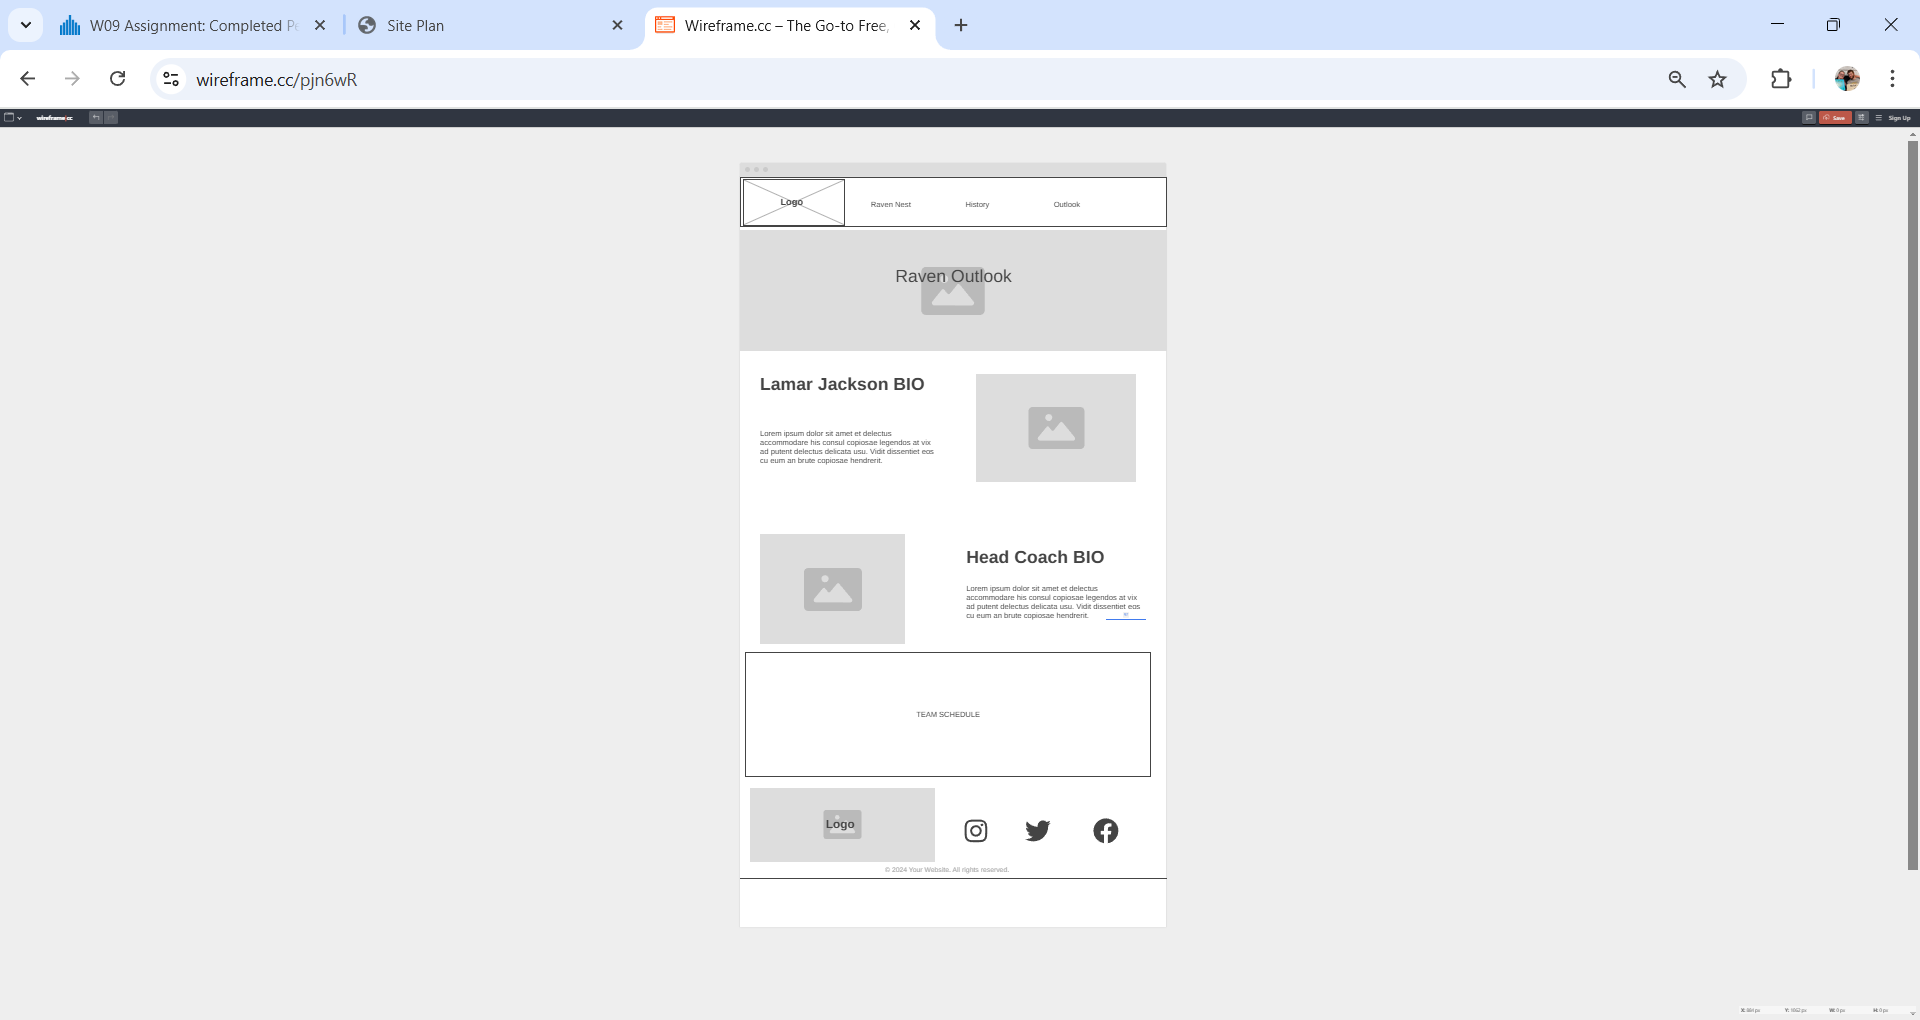 W09 Assignment: Completed Pe
Site Plan
Wireframe.cc – The Go-to Free,
wireframe.cc/pjn6wR
wireframe|cc
Save
Sign Up
Logo
Raven Nest
History
Outlook
Raven Outlook
Lamar Jackson BIO
Lorem ipsum dolor sit amet et delectus
accommodare his consul copiosae legendos at vix
ad putent delectus delicata usu. Vidit dissentiet eos
cu eum an brute copiosae hendrerit.
Head Coach BIO
Lorem ipsum dolor sit amet et delectus
accommodare his consul copiosae legendos at vix
ad putent delectus delicata usu. Vidit dissentiet eos
cu eum an brute copiosae hendrerit.
TEAM SCHEDULE
Logo
© 2024 Your Website. All rights reserved.